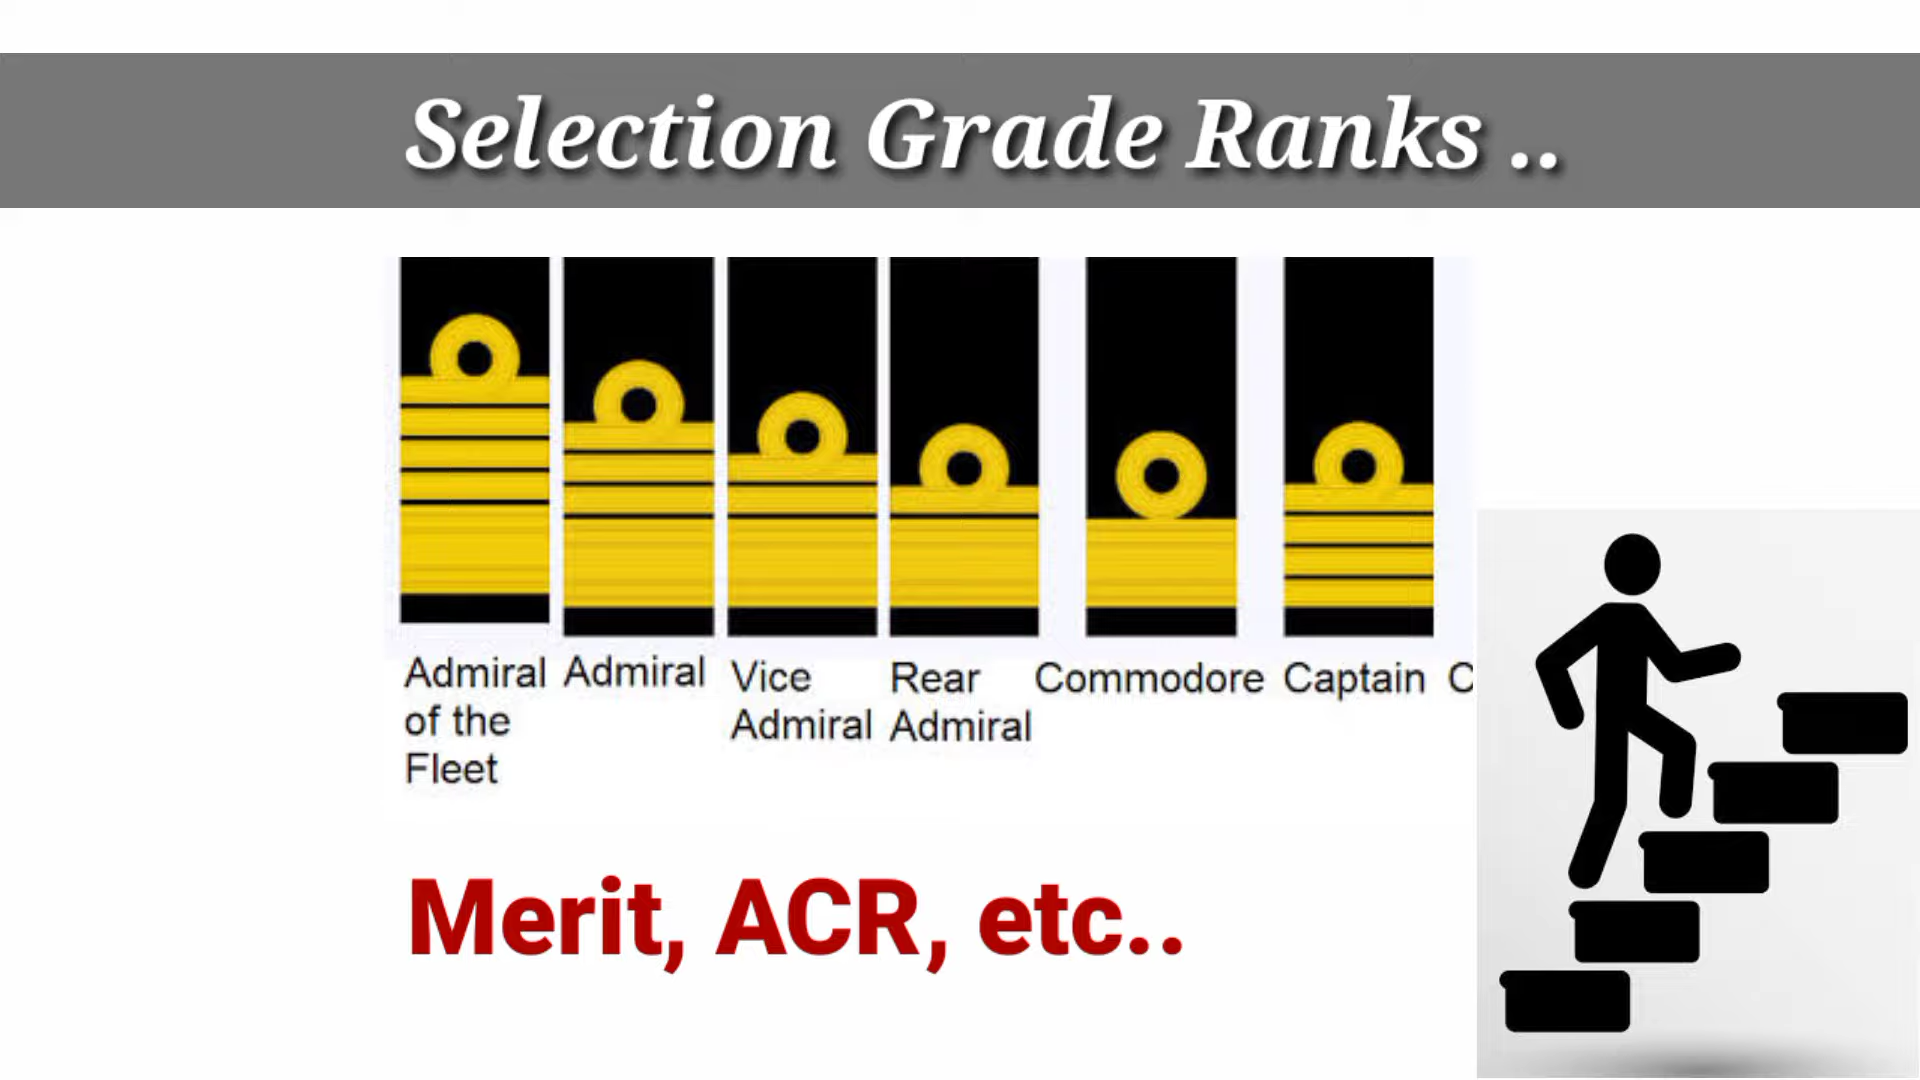 Selection Grade Ranks ..
Admiral of the Fleet
Admiral
Vice Admiral
Rear Admiral
Commodore
Captain
C
Merit, ACR, etc..